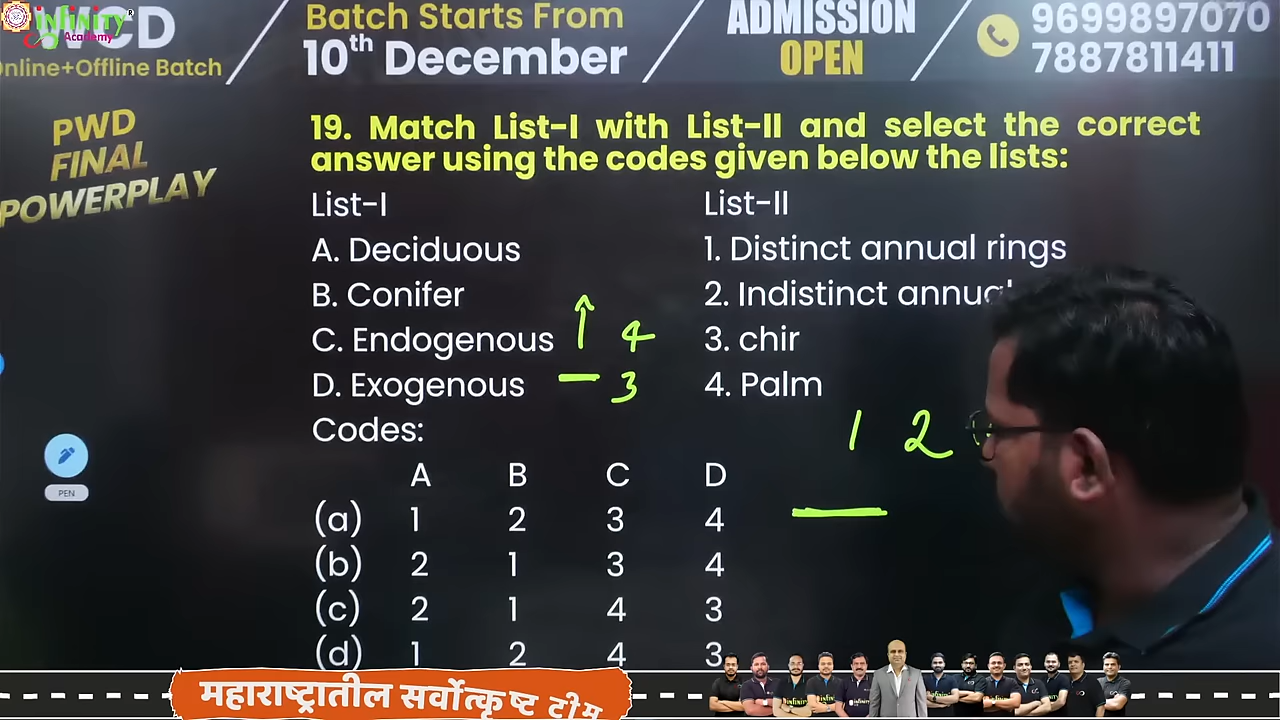 infinity
Academy
CD
Online+Offline Batch
Batch Starts From
10th December
ADMISSION
OPEN
9699897070
7887811411
PWD
FINAL
POWERPLAY
19. Match List-I with List-II and select the correct
answer using the codes given below the lists:
List-I List-II
A. Deciduous 1. Distinct annual rings
B. Conifer 2. Indistinct annual
C. Endogenous ↑ 4 3. chir
D. Exogenous — 3 4. Palm
1 2
Codes:
A B C D
(a) 1 2 3 4
(b) 2 1 3 4
(c) 2 1 4 3
(d) 1 2 4 3
PEN
महाराष्ट्रातील सर्वोत्कृष्ट टीम